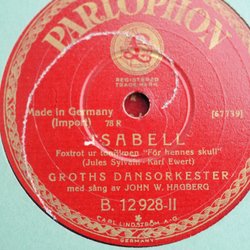 PARLOPHON
REGISTERED
TRADE MARK
Made in Germany
(Import) 78 R
[67739]
ISABELL
Foxtrot ur tonfilmen "För hennes skull"
(Jules Sylvain - Karl Ewert)
GROTHS DANSORKESTER
med sång av JOHN W. HAGBERG
B. 12928-II
CARL LINDSTRÖM A.-G.
GERMANY